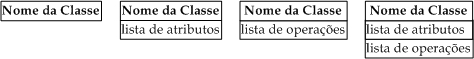 Nome da Classe
Nome da Classe
lista de atributos
Nome da Classe
lista de operações
Nome da Classe
lista de atributos
lista de operações